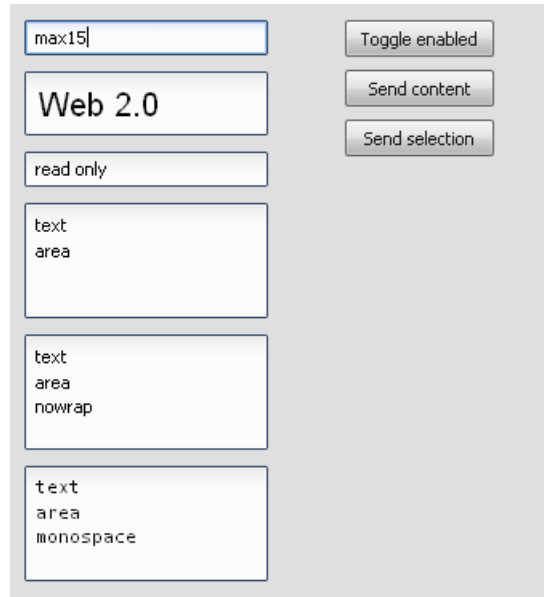 max15
Web 2.0
read only
text
area
text
area
nowrap
text
area
monospace
Toggle enabled
Send content
Send selection